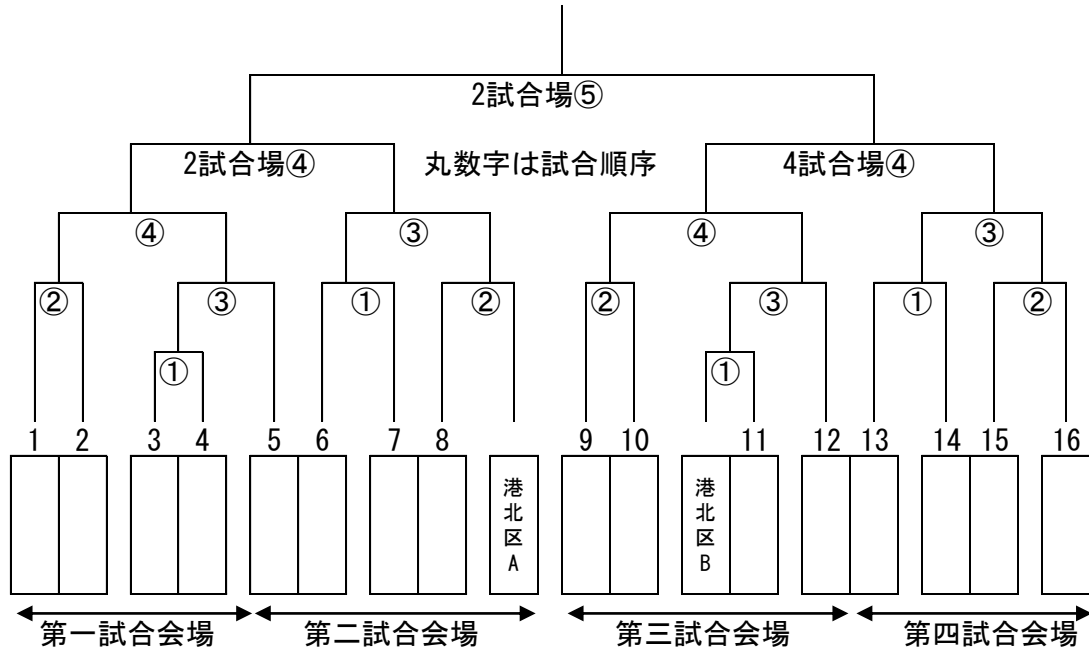 2試合場⑤
2試合場④ 丸数字は試合順序 4試合場④
④ ③ ④ ③
② ③ ① ② ② ③ ① ②
① ①
1 2 3 4 5 6 7 8 9 10 11 12 13 14 15 16
港北区A 港北区B
第一試合会場 第二試合会場 第三試合会場 第四試合会場